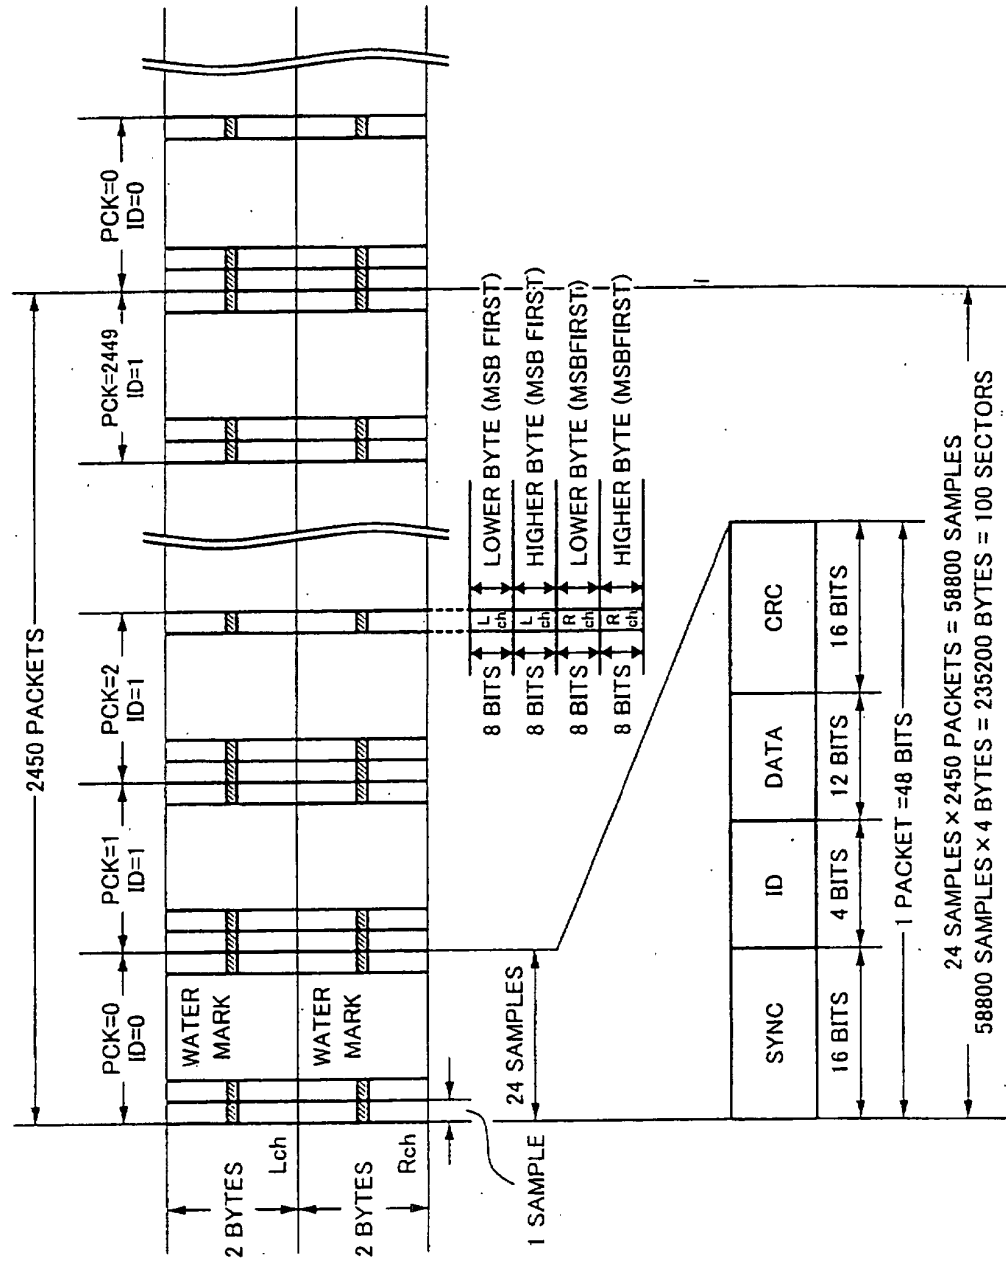 2450 PACKETS
PCK=0
ID=0
PCK=1
ID=1
PCK=2
ID=1
PCK=2449
ID=1
PCK=0
ID=0
2 BYTES
Lch
WATER
MARK
2 BYTES
Rch
WATER
MARK
1 SAMPLE
24 SAMPLES
8 BITS
L ch
LOWER BYTE (MSB FIRST)
8 BITS
L ch
HIGHER BYTE (MSB FIRST)
8 BITS
R ch
LOWER BYTE (MSBFIRST)
8 BITS
R ch
HIGHER BYTE (MSBFIRST)
SYNC
ID
DATA
CRC
16 BITS
4 BITS
12 BITS
16 BITS
1 PACKET =48 BITS
24 SAMPLES × 2450 PACKETS = 58800 SAMPLES
58800 SAMPLES × 4 BYTES = 235200 BYTES = 100 SECTORS